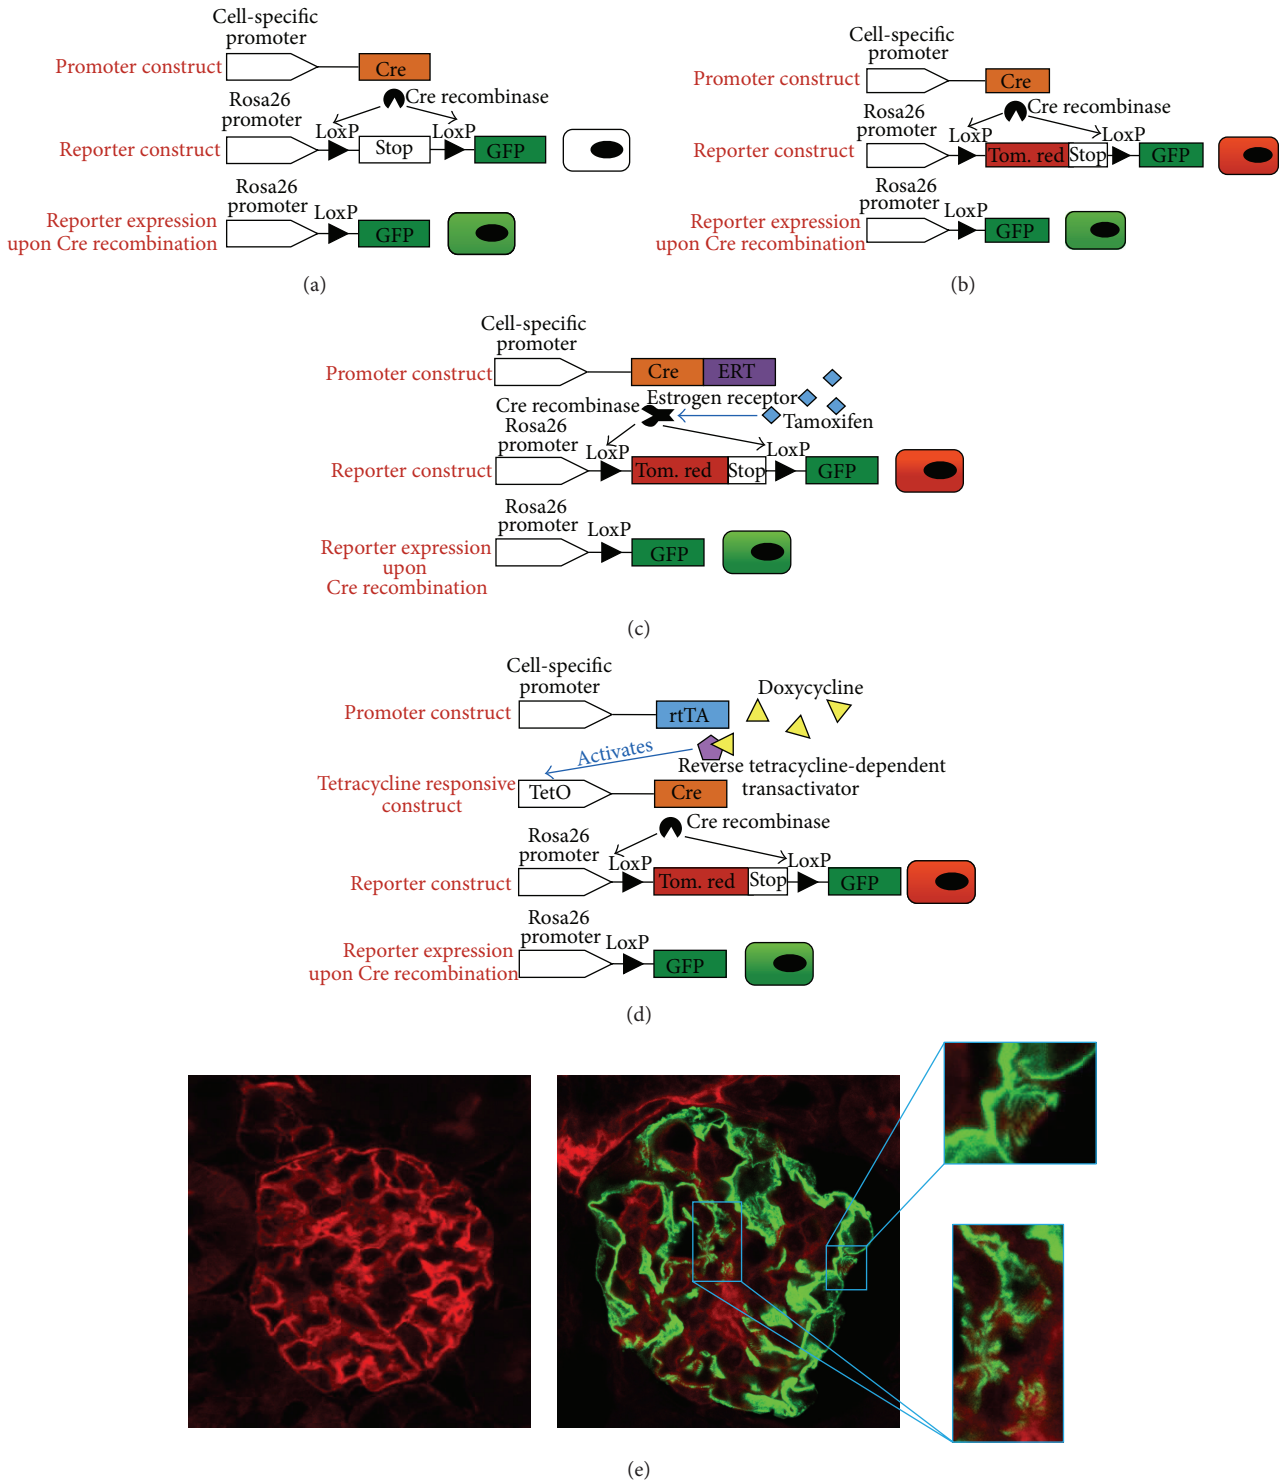 Cell-specific
promoter
Promoter construct
Cre
Rosa26
promoter
Cre recombinase
LoxP
LoxP
Reporter construct
Stop
GFP
Rosa26
promoter
LoxP
Reporter expression
upon Cre recombination
GFP
(a)
Cell-specific
promoter
Promoter construct
Cre
Rosa26
promoter
Cre recombinase
LoxP
LoxP
Reporter construct
Tom. red
Stop
GFP
Rosa26
promoter
LoxP
Reporter expression
upon Cre recombination
GFP
(b)
Cell-specific
promoter
Promoter construct
Cre
ERT
Estrogen receptor
Cre recombinase
Tamoxifen
Rosa26
promoter
LoxP
LoxP
Reporter construct
Tom. red
Stop
GFP
Rosa26
promoter
LoxP
Reporter expression
upon
Cre recombination
GFP
(c)
Cell-specific
promoter
Doxycycline
Promoter construct
rtTA
Activates
Reverse tetracycline-dependent
transactivator
Tetracycline responsive
construct
TetO
Cre
Cre recombinase
Rosa26
promoter
LoxP
LoxP
Reporter construct
Tom. red
Stop
GFP
Rosa26
promoter
LoxP
Reporter expression
upon Cre recombination
GFP
(d)
(e)